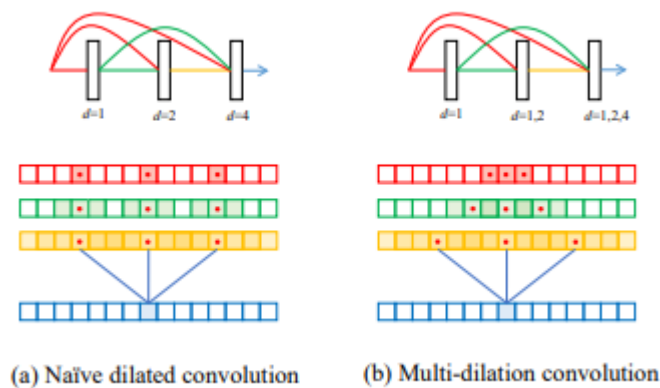 d=1 d=2 d=4 d=1 d=1,2 d=1,2,4
(a) Naïve dilated convolution (b) Multi-dilation convolution